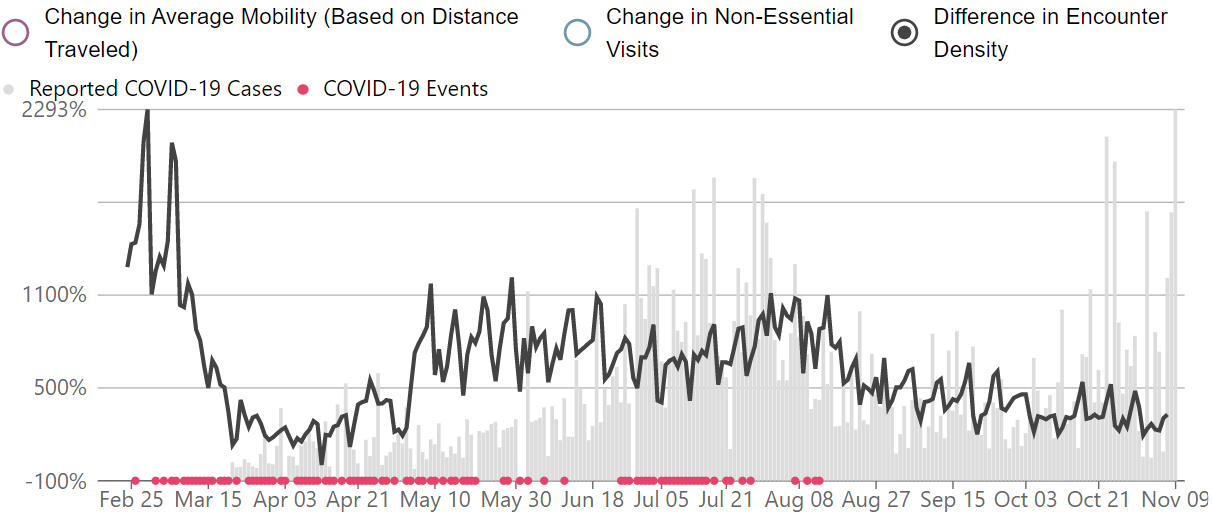 Change in Average Mobility (Based on Distance Traveled)
Change in Non-Essential Visits
Difference in Encounter Density
Reported COVID-19 Cases
COVID-19 Events
2293%
1100%
500%
-100%
Feb 25
Mar 15
Apr 03
Apr 21
May 10
May 30
Jun 18
Jul 05
Jul 21
Aug 08
Aug 27
Sep 15
Oct 03
Oct 21
Nov 09